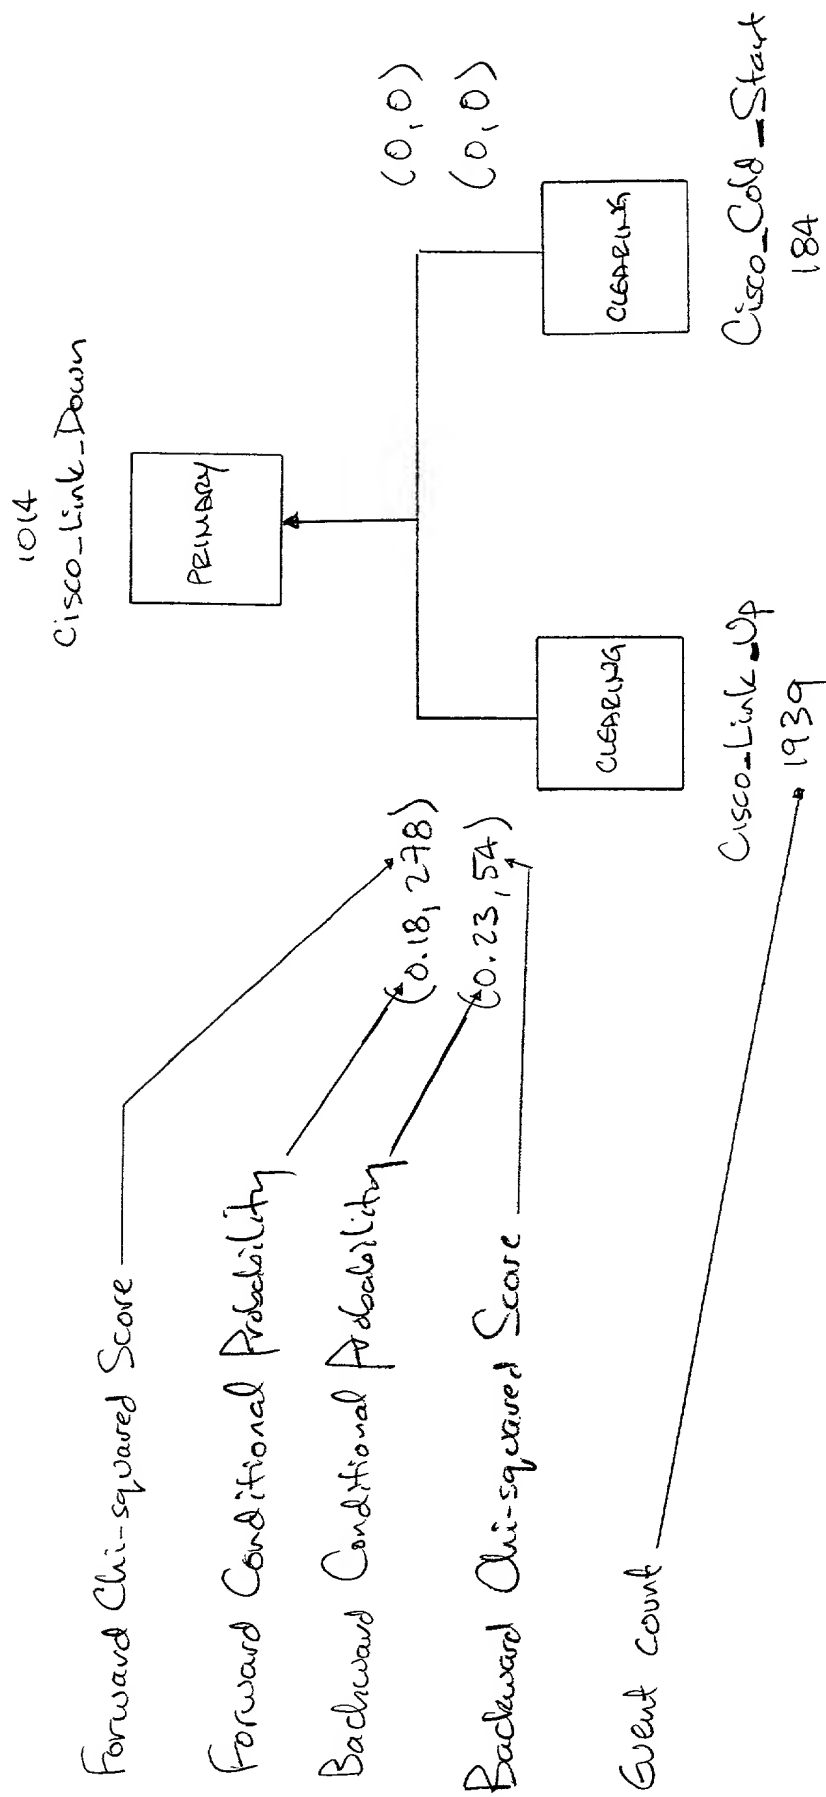 1014
Cisco_Link_Down
PRIMARY
Forward Chi-squared Score
Forward Conditional Probability
Backward Conditional Probability
Backward Chi-squared Score
Event count
(0.18, 278)
(0.23, 54)
(0,0)
(0,0)
CLEARING
Cisco_Link_Up
1939
CLEARING
Cisco_Cold_Start
184